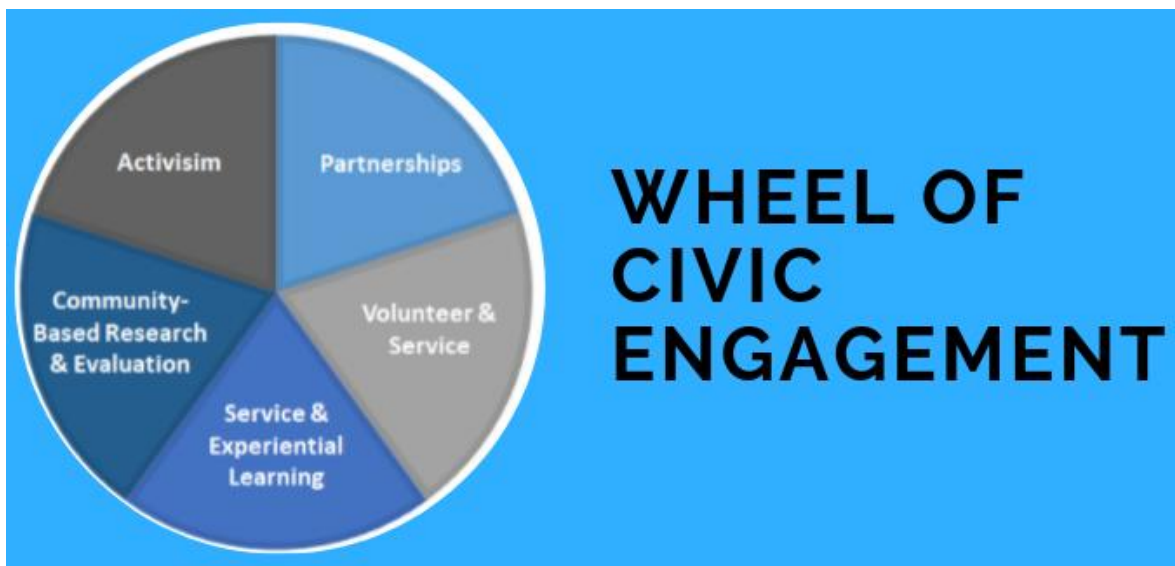 Activisim
Partnerships
Community-
Based Research
& Evaluation
Volunteer &
Service
Service &
Experiential
Learning
WHEEL OF
CIVIC
ENGAGEMENT